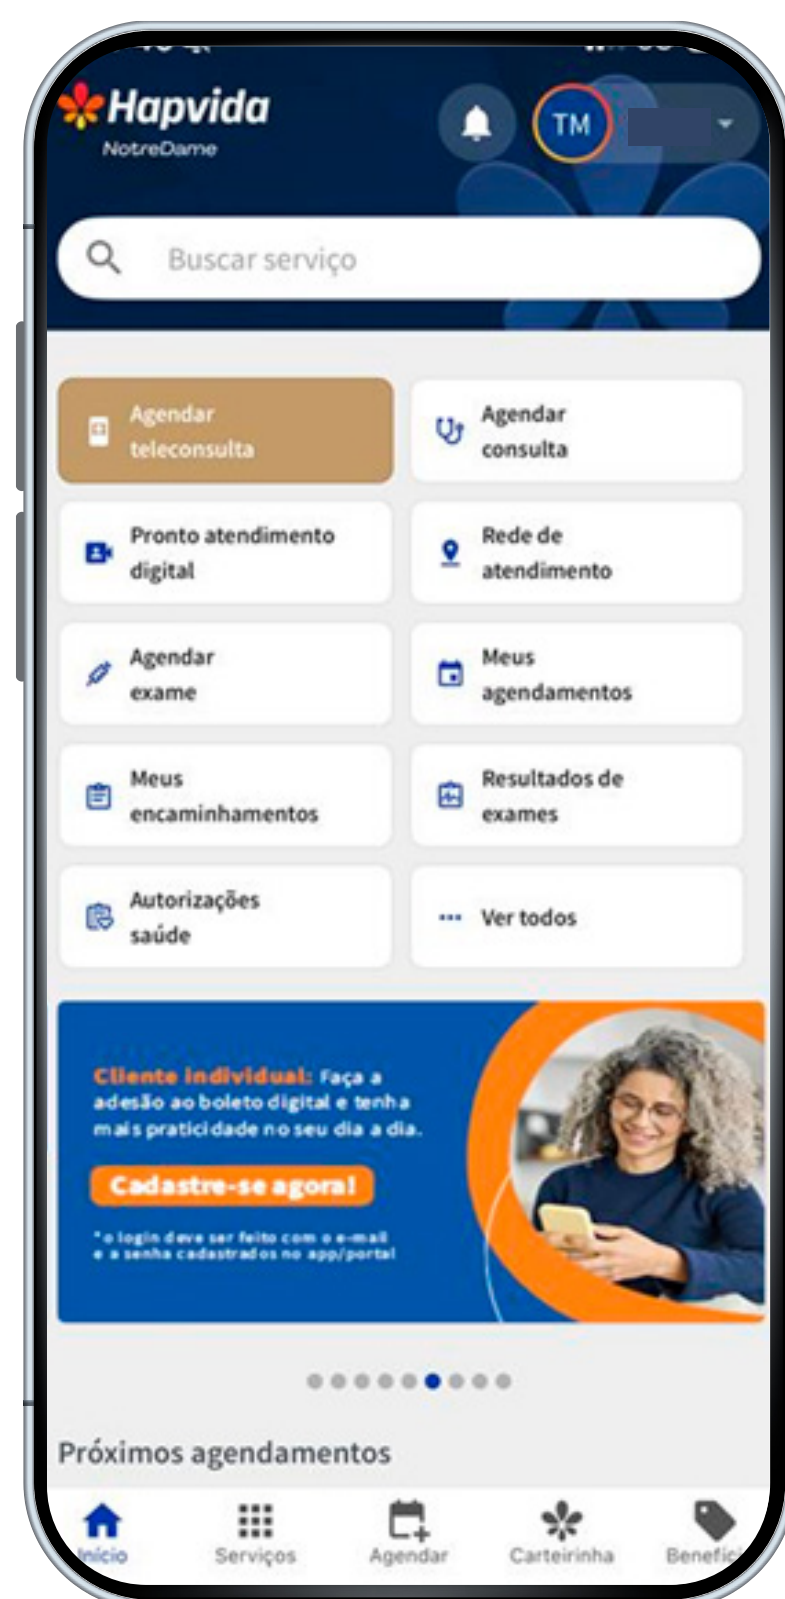 Hapvida
NotreDame
TM
Buscar serviço
Agendar
teleconsulta
Agendar
consulta
Pronto atendimento
digital
Rede de
atendimento
Agendar
exame
Meus
agendamentos
Meus
encaminhamentos
Resultados de
exames
Autorizações
saúde
Ver todos
Cliente individual: Faça a
adesão ao boleto digital e tenha
mais praticidade no seu dia a dia.
Cadastre-se agora!
*o login deve ser feito com o e-mail
e a senha cadastrados no app/portal
Próximos agendamentos
Início
Serviços
Agendar
Carteirinha
Benefíc